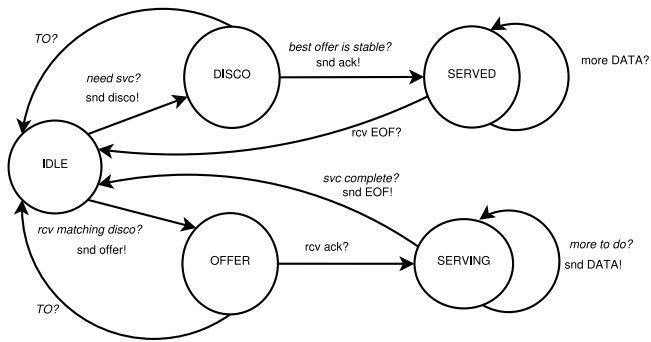 TO?
best offer is stable?
snd ack!
DISCO
SERVED
more DATA?
need svc?
snd disco!
rcv EOF?
IDLE
svc complete?
snd EOF!
rcv matching disco?
snd offer!
rcv ack?
OFFER
SERVING
more to do?
snd DATA!
TO?